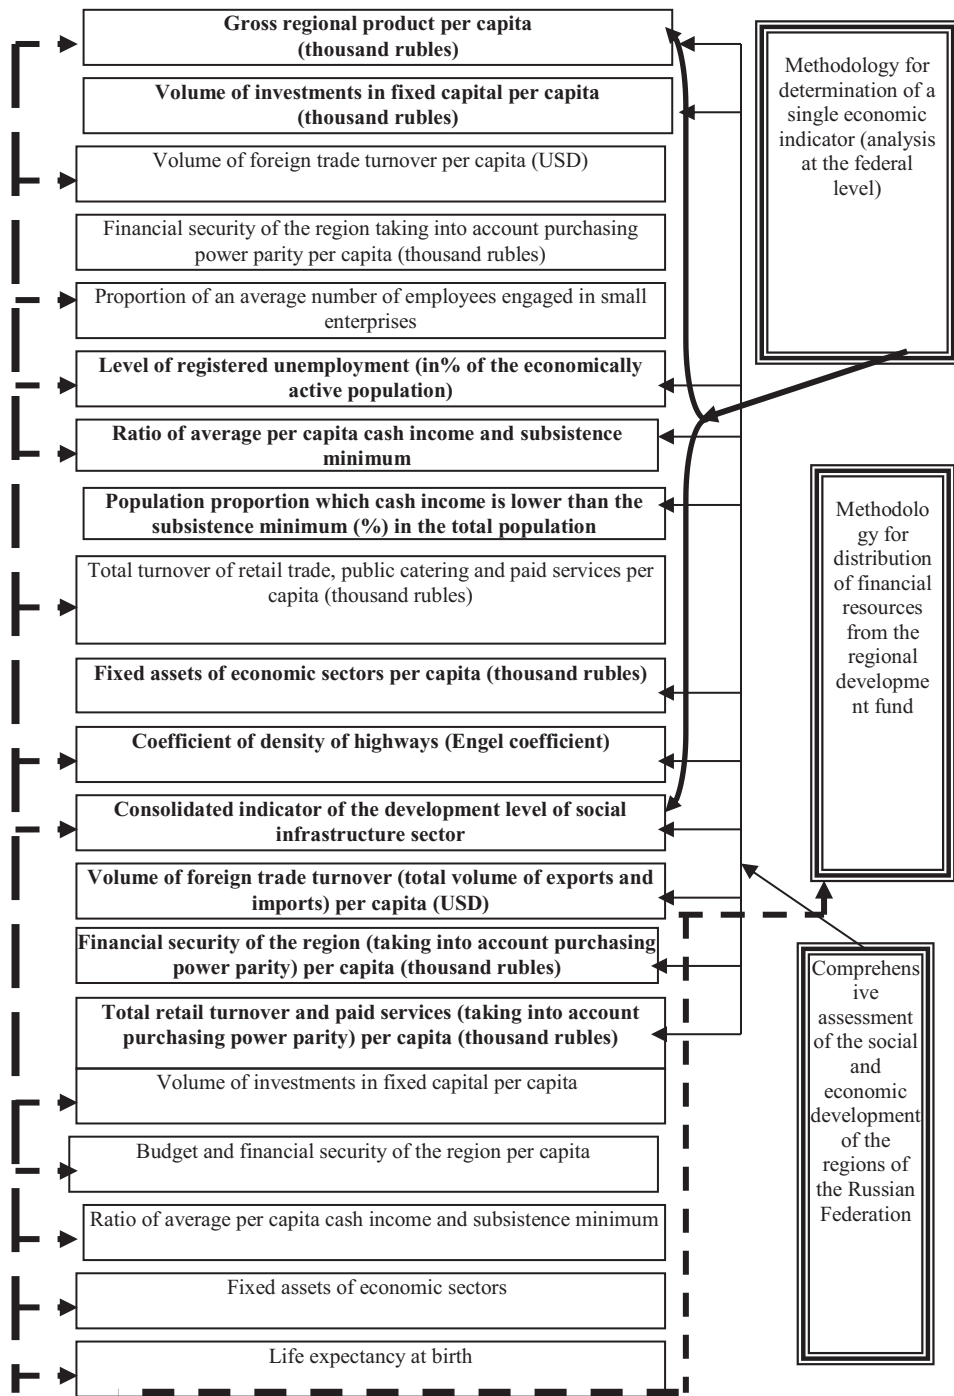 Gross regional product per capita
(thousand rubles)
Volume of investments in fixed capital per capita
(thousand rubles)
Volume of foreign trade turnover per capita (USD)
Financial security of the region taking into account purchasing
power parity per capita (thousand rubles)
Proportion of an average number of employees engaged in small
enterprises
Level of registered unemployment (in% of the economically
active population)
Ratio of average per capita cash income and subsistence
minimum
Population proportion which cash income is lower than the
subsistence minimum (%) in the total population
Total turnover of retail trade, public catering and paid services per
capita (thousand rubles)
Fixed assets of economic sectors per capita (thousand rubles)
Coefficient of density of highways (Engel coefficient)
Consolidated indicator of the development level of social
infrastructure sector
Volume of foreign trade turnover (total volume of exports and
imports) per capita (USD)
Financial security of the region (taking into account purchasing
power parity) per capita (thousand rubles)
Total retail turnover and paid services (taking into account
purchasing power parity) per capita (thousand rubles)
Volume of investments in fixed capital per capita
Budget and financial security of the region per capita
Ratio of average per capita cash income and subsistence minimum
Fixed assets of economic sectors
Life expectancy at birth
Methodology for
determination of a
single economic
indicator (analysis
at the federal
level)
Methodolo
gy for
distribution
of financial
resources
from the
regional
developme
nt fund
Comprehens
ive
assessment
of the social
and
economic
development
of the
regions of
the Russian
Federation